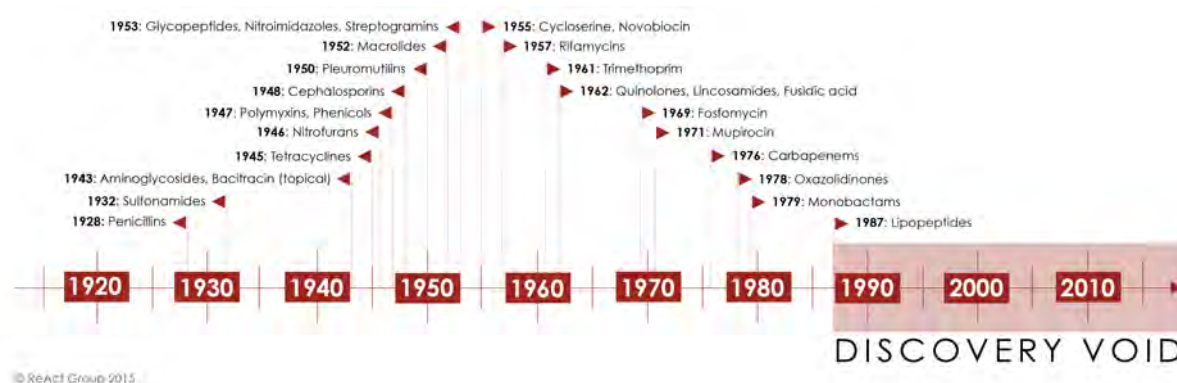 1953: Glycopeptides, Nitroimidazoles, Streptogramins
1952: Macrolides
1950: Pleuromutilins
1948: Cephalosporins
1947: Polymyxins, Phenicols
1946: Nitrofurans
1945: Tetracyclines
1943: Aminoglycosides, Bacitracin (topical)
1932: Sulfonamides
1928: Penicillins
1955: Cycloserine, Novobiocin
1957: Rifamycins
1961: Trimethoprim
1962: Quinolones, Lincosamides, Fusidic acid
1969: Fosfomycin
1971: Mupirocin
1976: Carbapenems
1978: Oxazolidinones
1979: Monobactams
1987: Lipopeptides
1920 1930 1940 1950 1960 1970 1980 1990 2000 2010
DISCOVERY VOID
© ReAct Group 2015